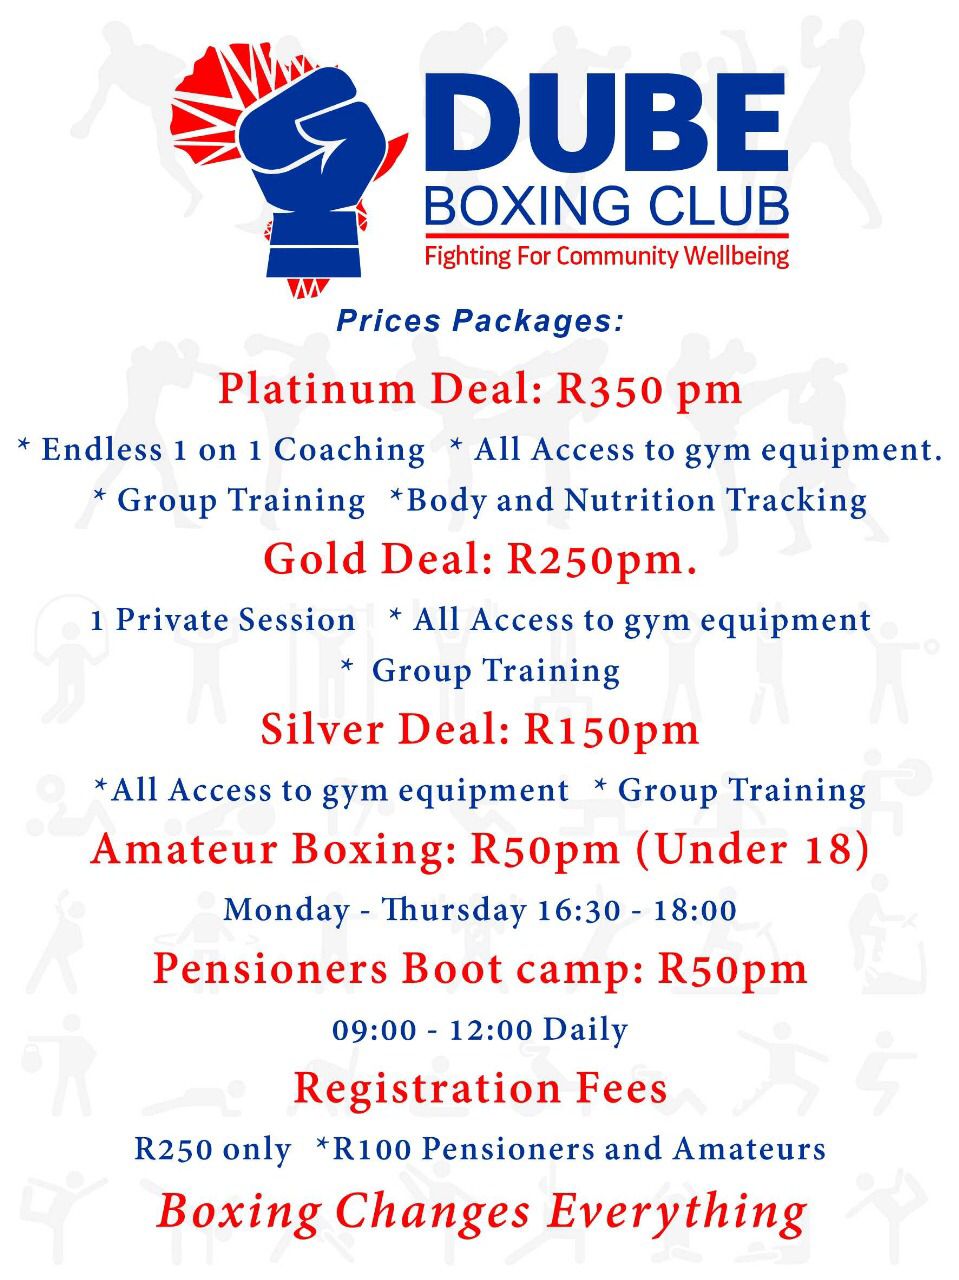 DUBE
BOXING CLUB
Fighting For Community Wellbeing
Prices Packages:
Platinum Deal: R350 pm
* Endless 1 on 1 Coaching * All Access to gym equipment.
* Group Training *Body and Nutrition Tracking
Gold Deal: R250pm.
1 Private Session * All Access to gym equipment
* Group Training
Silver Deal: R150pm
*All Access to gym equipment * Group Training
Amateur Boxing: R50pm (Under 18)
Monday - Thursday 16:30 - 18:00
Pensioners Boot camp: R50pm
09:00 - 12:00 Daily
Registration Fees
R250 only *R100 Pensioners and Amateurs
Boxing Changes Everything